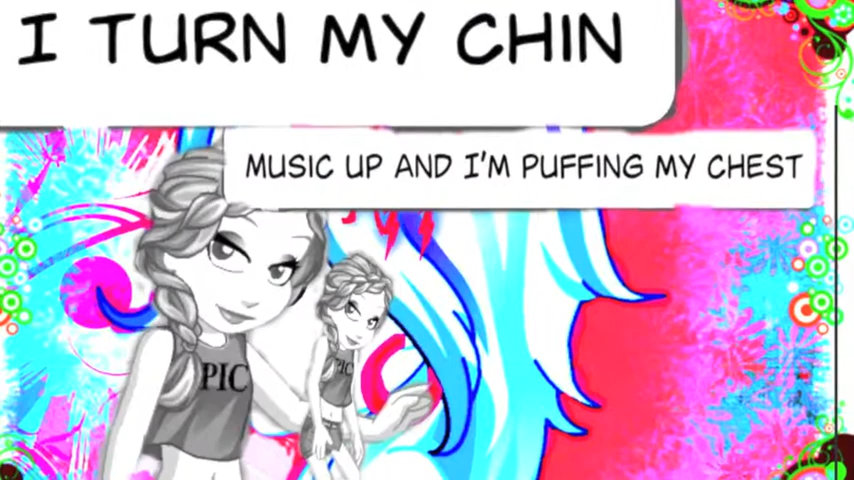 I TURN MY CHIN
MUSIC UP AND I'M PUFFING MY CHEST
PIC
PIC